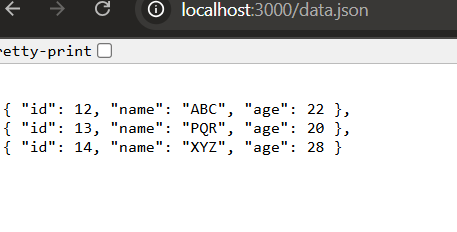 localhost:3000/data.json
retty-print
{ "id": 12, "name": "ABC", "age": 22 },
{ "id": 13, "name": "PQR", "age": 20 },
{ "id": 14, "name": "XYZ", "age": 28 }